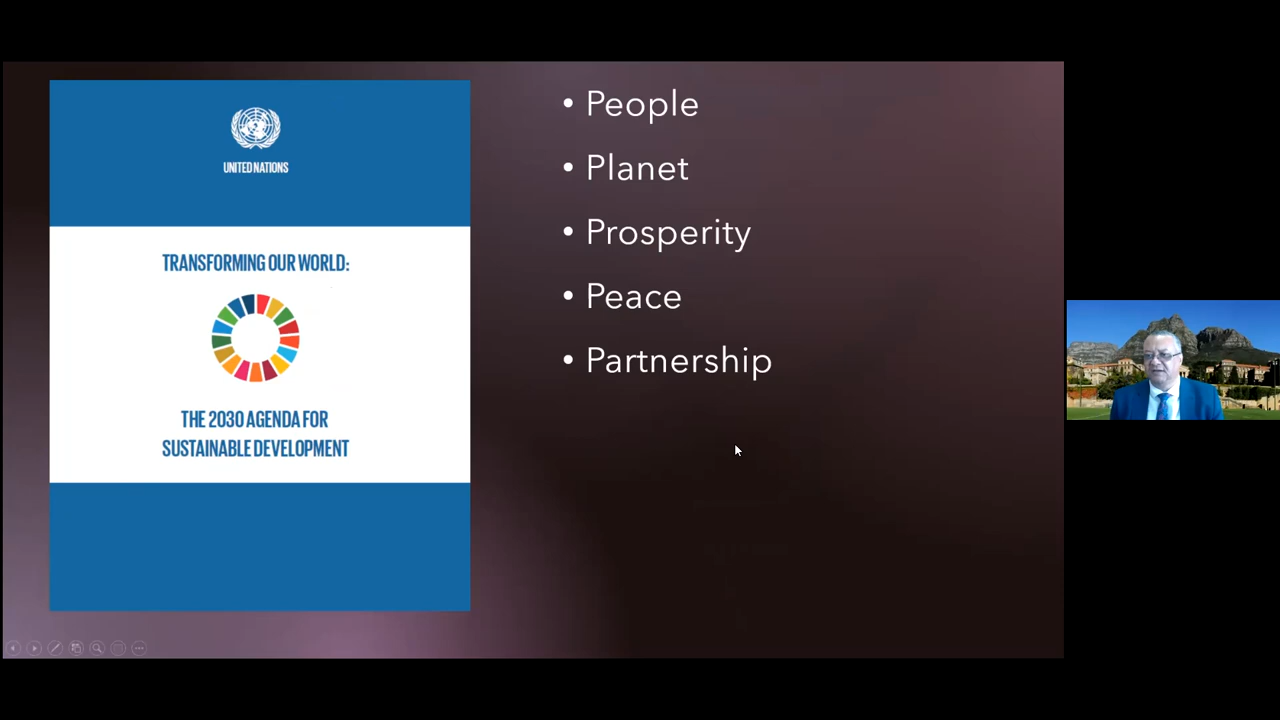 UNITED NATIONS
TRANSFORMING OUR WORLD:
THE 2030 AGENDA FOR
SUSTAINABLE DEVELOPMENT
• People
• Planet
• Prosperity
• Peace
• Partnership